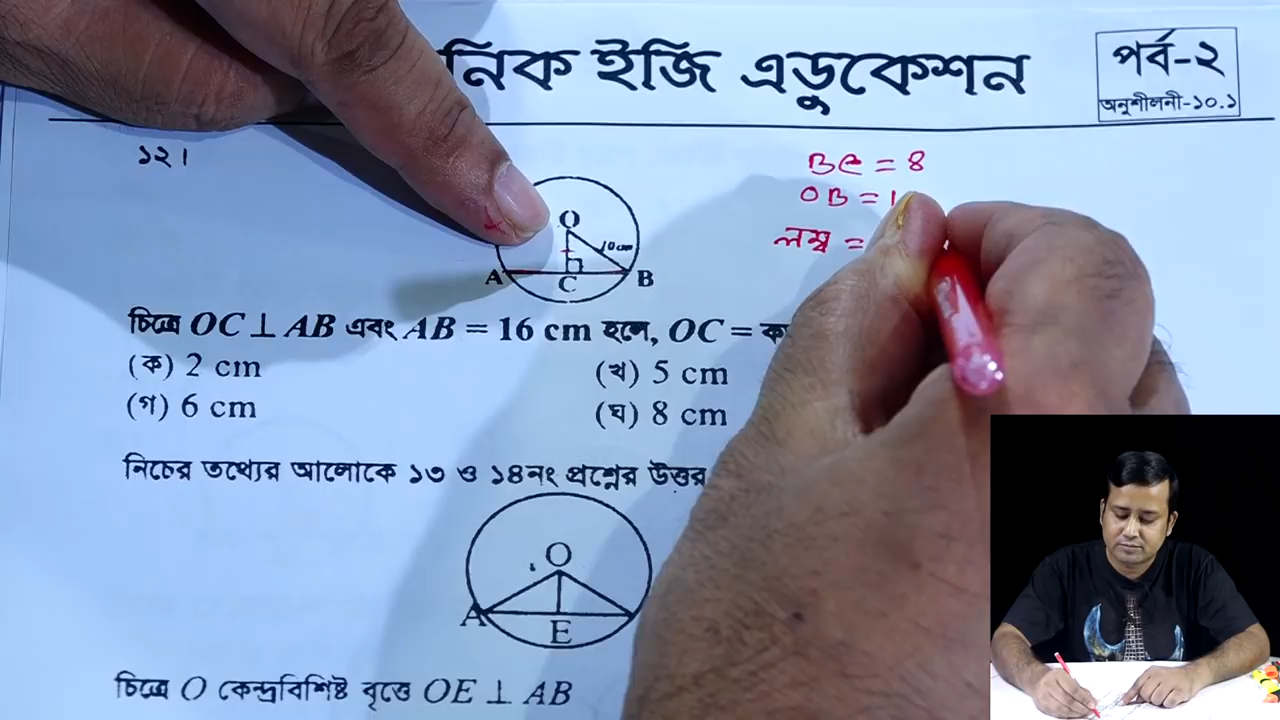 নিক ইজি এডুকেশন
পর্ব-২
অনুশীলনী-১০.১
১২।
BC = 8
OB = 1
লম্ব =
O
10cm
A
C
B
চিত্রে OC ⊥ AB এবং AB = 16 cm হলে, OC =
(ক) 2 cm
(খ) 5 cm
(গ) 6 cm
(ঘ) 8 cm
নিচের তথ্যের আলোকে ১৩ ও ১৪নং প্রশ্নের উত্তর
O
A
E
চিত্রে O কেন্দ্রবিশিষ্ট বৃত্তে OE ⊥ AB